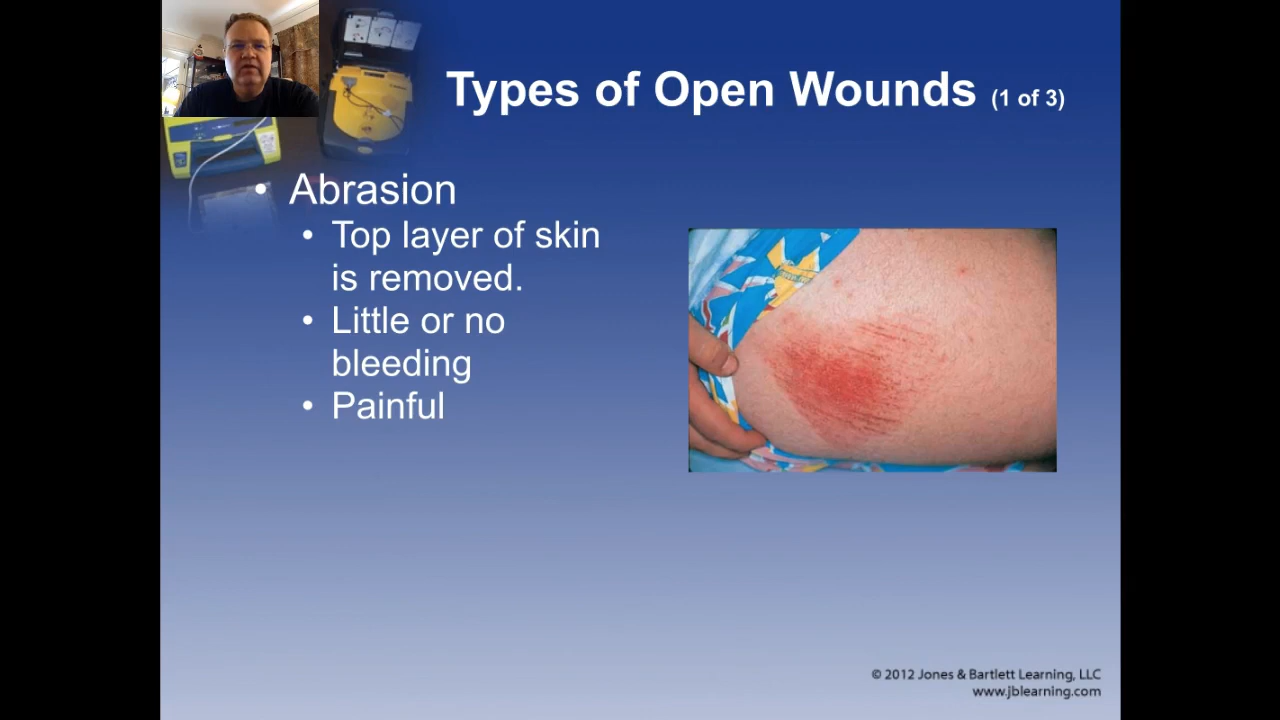 Types of Open Wounds (1 of 3)
• Abrasion
• Top layer of skin
is removed.
• Little or no
bleeding
• Painful
© 2012 Jones & Bartlett Learning, LLC
www.jblearning.com